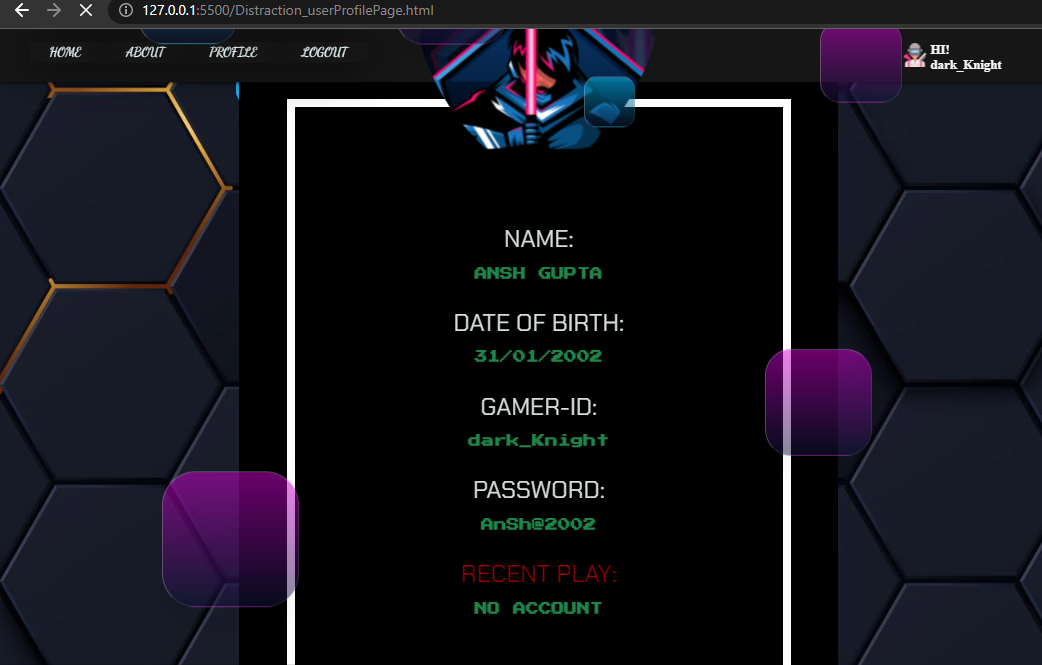 127.0.0.1:5500/Distraction_userProfilePage.html
HOME ABOUT PROFILE LOGOUT
HI!
dark_Knight
NAME:
ANSH GUPTA
DATE OF BIRTH:
31/01/2002
GAMER-ID:
dark_Knight
PASSWORD:
AnSh@2002
RECENT PLAY:
NO ACCOUNT